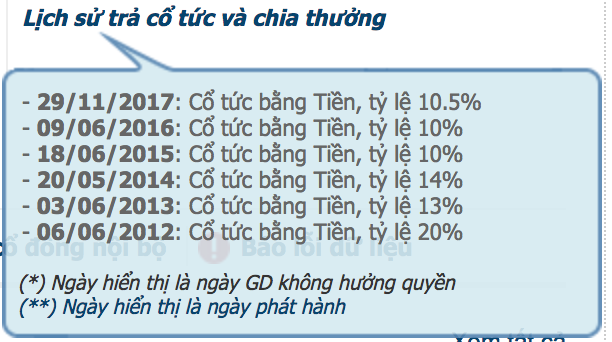 Lịch sử trả cổ tức và chia thưởng
- 29/11/2017: Cổ tức bằng Tiền, tỷ lệ 10.5%
- 09/06/2016: Cổ tức bằng Tiền, tỷ lệ 10%
- 18/06/2015: Cổ tức bằng Tiền, tỷ lệ 10%
- 20/05/2014: Cổ tức bằng Tiền, tỷ lệ 14%
- 03/06/2013: Cổ tức bằng Tiền, tỷ lệ 13%
- 06/06/2012: Cổ tức bằng Tiền, tỷ lệ 20%
cổ đông nội bộ Báo lỗi dữ liệu
(*) Ngày hiển thị là ngày GD không hưởng quyền
(**) Ngày hiển thị là ngày phát hành
Xem tất cả